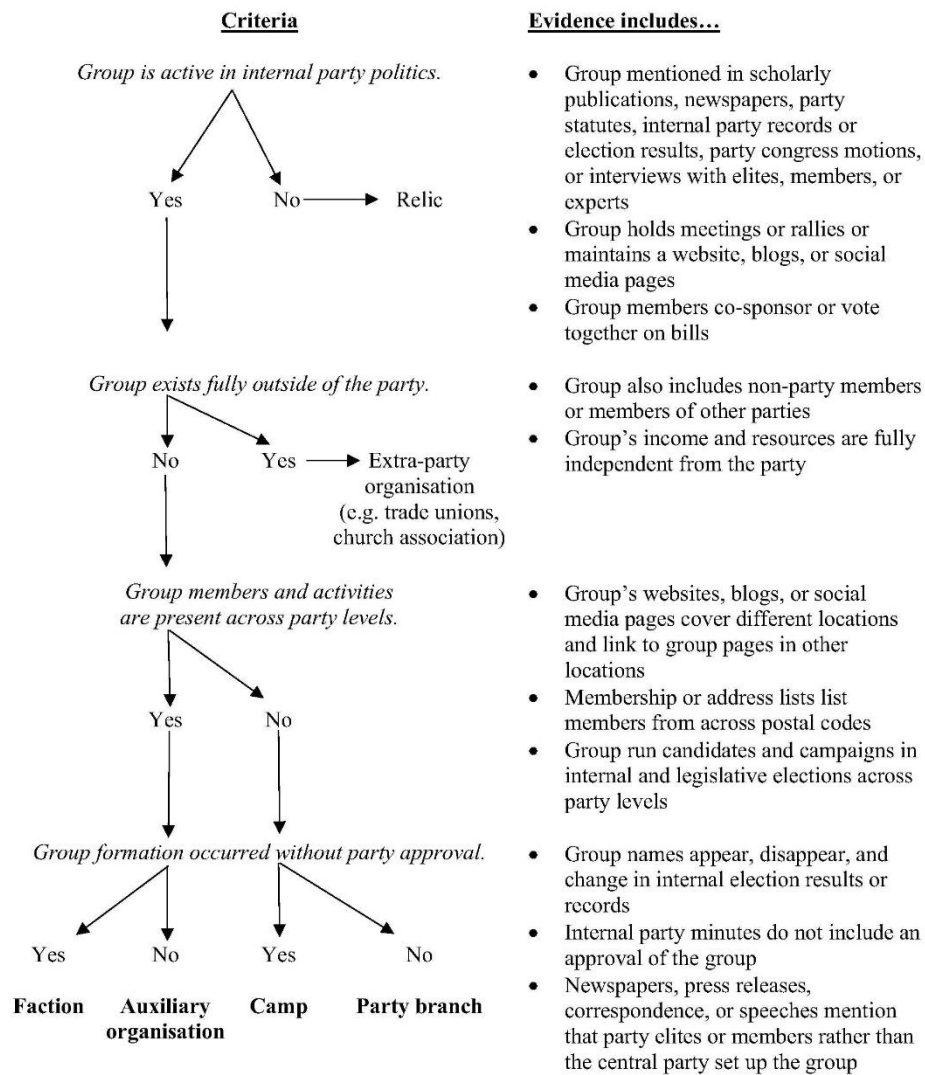 Criteria
Evidence includes…
Group is active in internal party politics.
Yes
No
Relic
• Group mentioned in scholarly
publications, newspapers, party
statutes, internal party records or
election results, party congress motions,
or interviews with elites, members, or
experts
• Group holds meetings or rallies or
maintains a website, blogs, or social
media pages
• Group members co-sponsor or vote
together on bills
Group exists fully outside of the party.
No
Yes
Extra-party
organisation
(e.g. trade unions,
church association)
• Group also includes non-party members
or members of other parties
• Group’s income and resources are fully
independent from the party
Group members and activities
are present across party levels.
Yes
No
• Group’s websites, blogs, or social
media pages cover different locations
and link to group pages in other
locations
• Membership or address lists list
members from across postal codes
• Group run candidates and campaigns in
internal and legislative elections across
party levels
Group formation occurred without party approval.
Yes
No
Yes
No
Faction
Auxiliary
organisation
Camp
Party branch
• Group names appear, disappear, and
change in internal election results or
records
• Internal party minutes do not include an
approval of the group
• Newspapers, press releases,
correspondence, or speeches mention
that party elites or members rather than
the central party set up the group